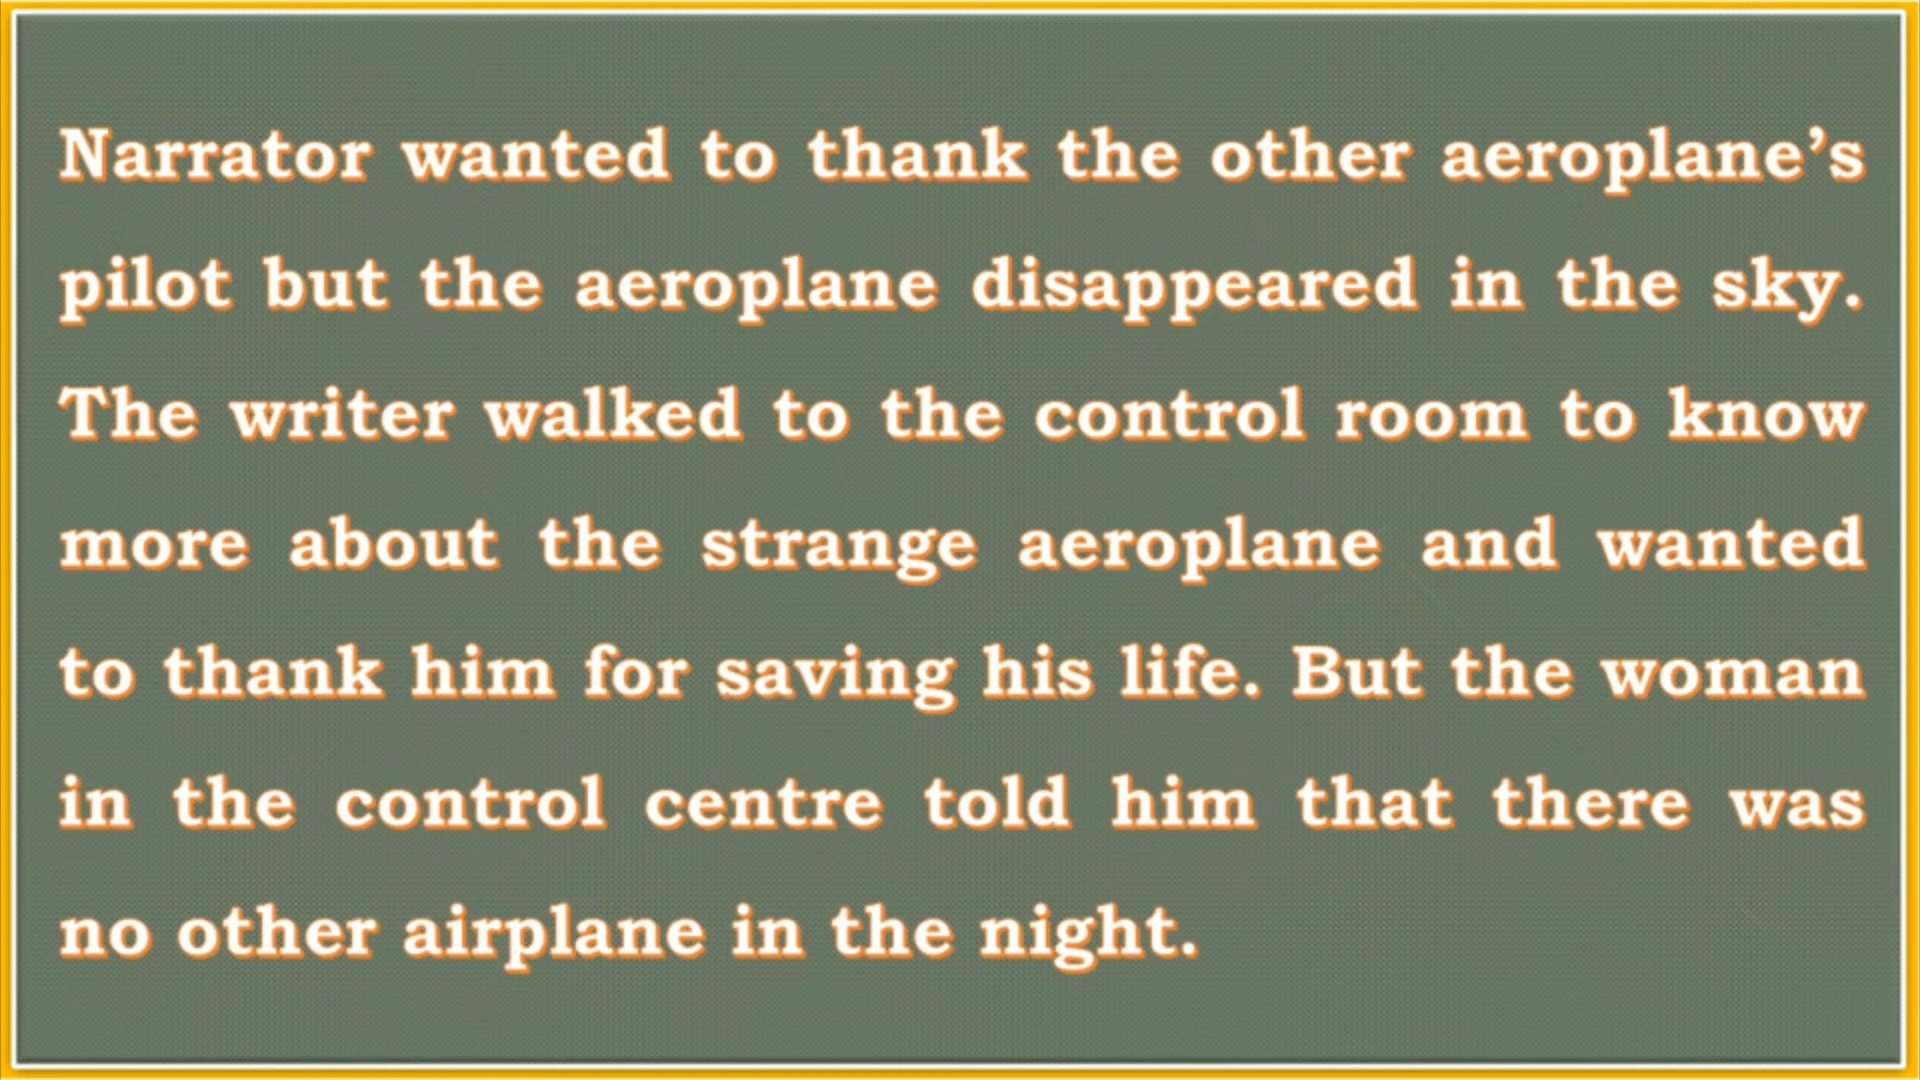 Narrator wanted to thank the other aeroplane’s
pilot but the aeroplane disappeared in the sky.
The writer walked to the control room to know
more about the strange aeroplane and wanted
to thank him for saving his life. But the woman
in the control centre told him that there was
no other airplane in the night.